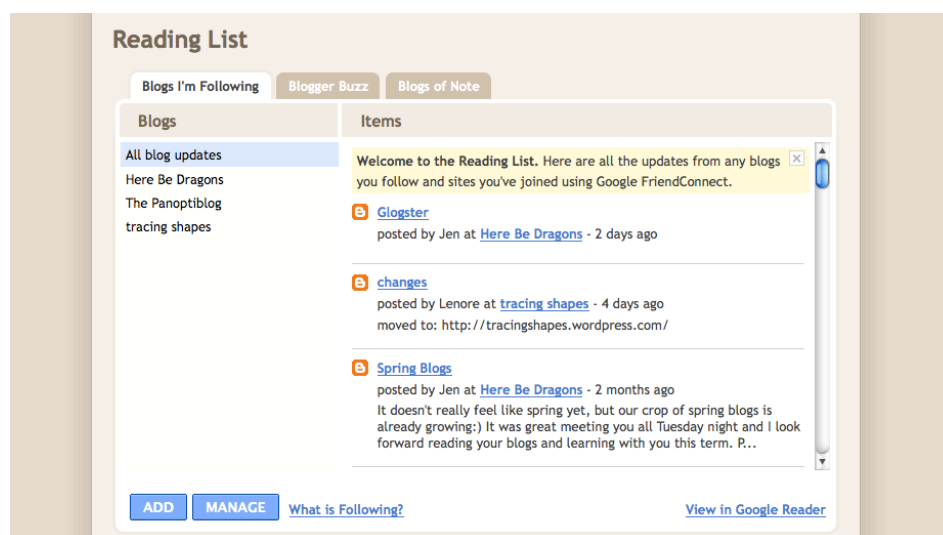 Reading List
Blogs I'm Following
Blogger Buzz
Blogs of Note
Blogs
Items
All blog updates
Here Be Dragons
The Panoptiblog
tracing shapes
Welcome to the Reading List. Here are all the updates from any blogs
you follow and sites you've joined using Google FriendConnect.
Glogster
posted by Jen at Here Be Dragons - 2 days ago
changes
posted by Lenore at tracing shapes - 4 days ago
moved to: http://tracingshapes.wordpress.com/
Spring Blogs
posted by Jen at Here Be Dragons - 2 months ago
It doesn't really feel like spring yet, but our crop of spring blogs is
already growing:) It was great meeting you all Tuesday night and I look
forward reading your blogs and learning with you this term. P...
ADD
MANAGE
What is Following?
View in Google Reader